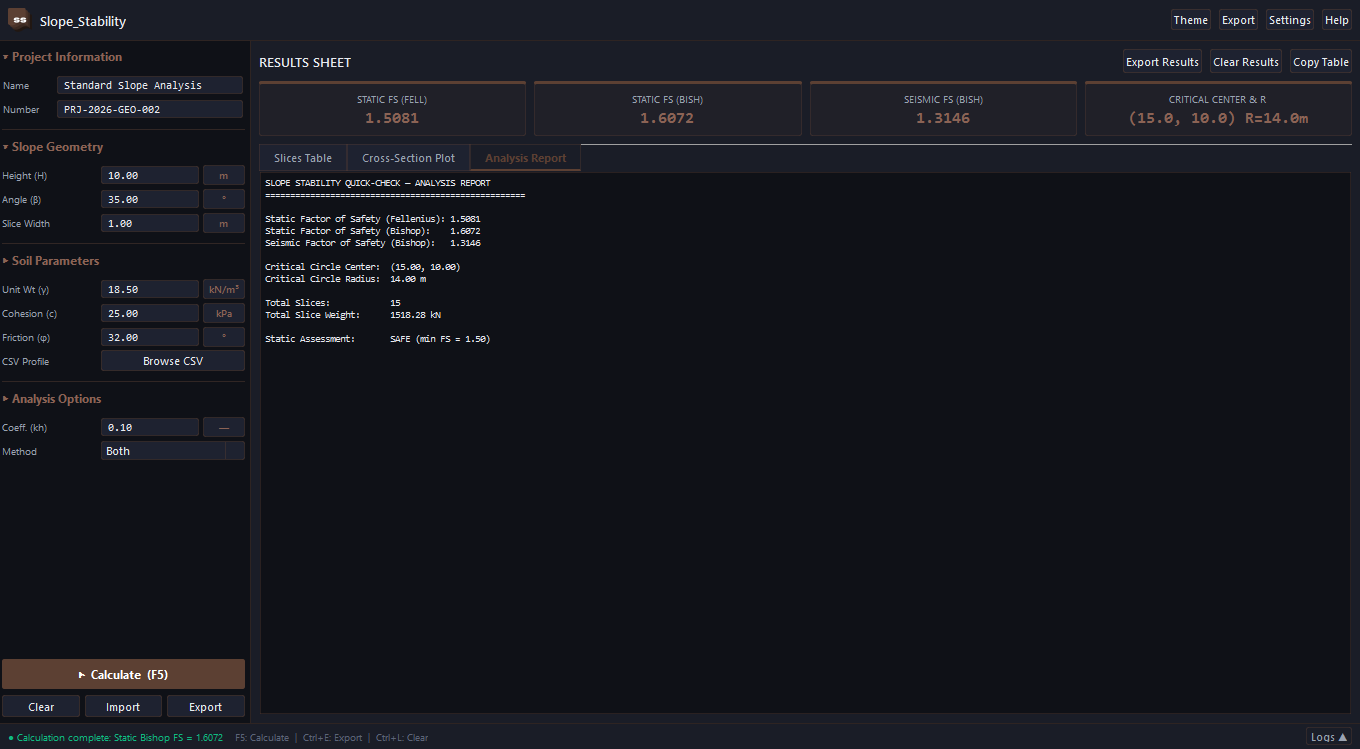 SS Slope_Stability
Theme Export Settings Help
▾ Project Information
Name Standard Slope Analysis
Number PRJ-2026-GEO-002
▾ Slope Geometry
Height (H) 10.00 m
Angle (β) 35.00 °
Slice Width 1.00 m
▸ Soil Parameters
Unit Wt (γ) 18.50 kN/m³
Cohesion (c) 25.00 kPa
Friction (φ) 32.00 °
CSV Profile Browse CSV
▸ Analysis Options
Coeff. (kh) 0.10 —
Method Both
▶ Calculate (F5)
Clear Import Export
RESULTS SHEET
Export Results Clear Results Copy Table
STATIC FS (FELL)
1.5081
STATIC FS (BISH)
1.6072
SEISMIC FS (BISH)
1.3146
CRITICAL CENTER & R
(15.0, 10.0) R=14.0m
Slices Table Cross-Section Plot Analysis Report
SLOPE STABILITY QUICK-CHECK — ANALYSIS REPORT
====================================================
Static Factor of Safety (Fellenius): 1.5081
Static Factor of Safety (Bishop): 1.6072
Seismic Factor of Safety (Bishop): 1.3146
Critical Circle Center: (15.00, 10.00)
Critical Circle Radius: 14.00 m
Total Slices: 15
Total Slice Weight: 1518.28 kN
Static Assessment: SAFE (min FS = 1.50)
● Calculation complete: Static Bishop FS = 1.6072 F5: Calculate | Ctrl+E: Export | Ctrl+L: Clear
Logs ▲